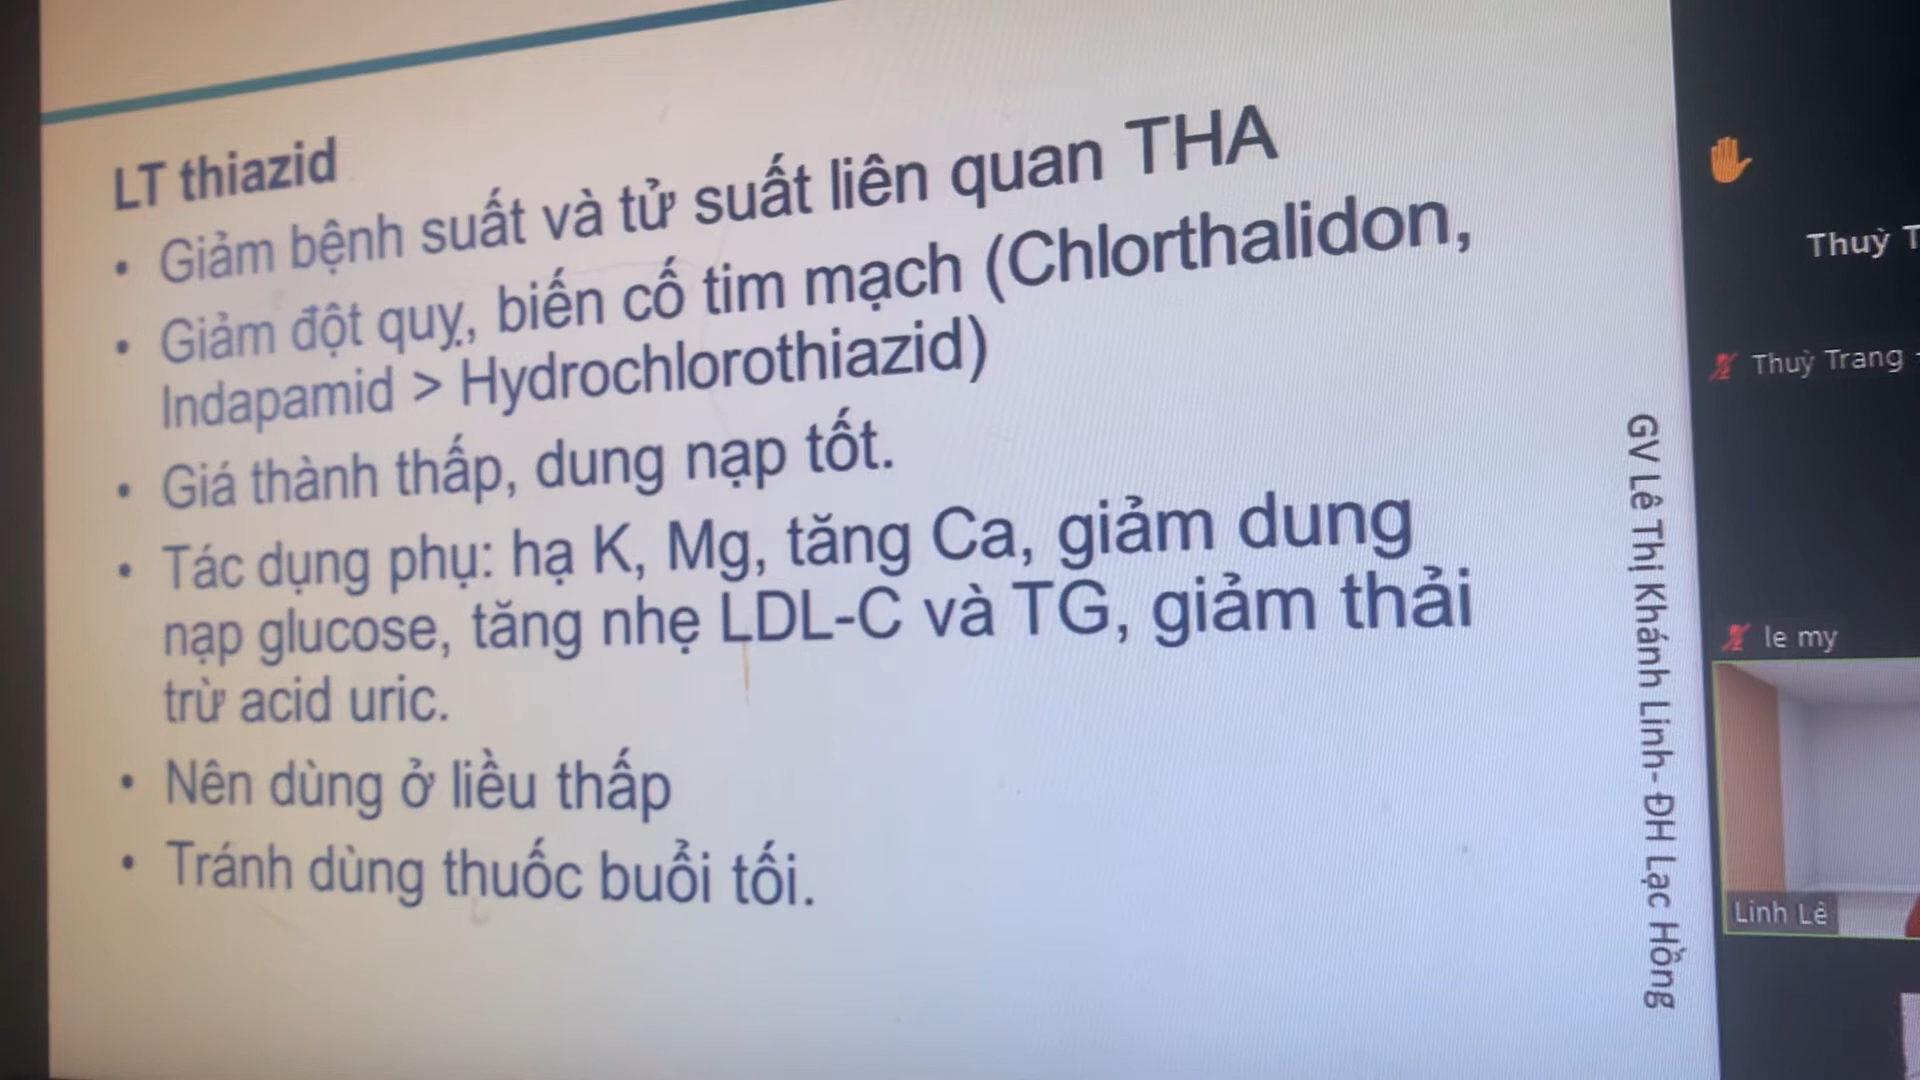 LT thiazid
• Giảm bệnh suất và tử suất liên quan THA
• Giảm đột quỵ, biến cố tim mạch (Chlorthalidon,
Indapamid > Hydrochlorothiazid)
• Giá thành thấp, dung nạp tốt.
• Tác dụng phụ: hạ K, Mg, tăng Ca, giảm dung
nạp glucose, tăng nhẹ LDL-C và TG, giảm thải
trừ acid uric.
• Nên dùng ở liều thấp
• Tránh dùng thuốc buổi tối.
GV Lê Thị Khánh Linh- ĐH Lạc Hồng
Thuỳ T
Thuỳ Trang -
le my
Linh Lê